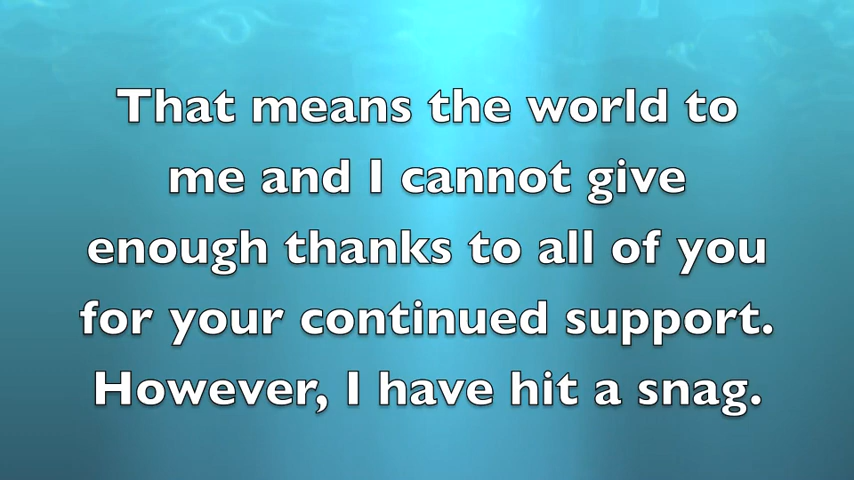 That means the world to
me and I cannot give
enough thanks to all of you
for your continued support.
However, I have hit a snag.